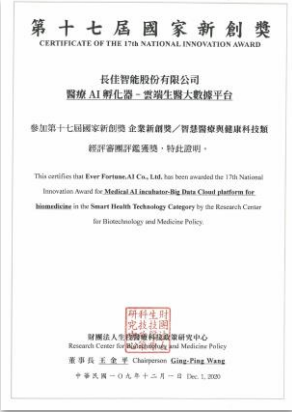 第十七屆國家新創獎
CERTIFICATE OF THE 17th NATIONAL INNOVATION AWARD
長佳智能股份有限公司
醫療 AI 孵化器－雲端生醫大數據平台
參加第十七屆國家新創獎 企業新創獎／智慧醫療與健康科技類
經評審團評鑑獲獎，特此證明。
This certifies that Ever Fortune.AI Co., Ltd. has been awarded the 17th National
Innovation Award for Medical AI incubator-Big Data Cloud platform for
biomedicine in the Smart Health Technology Category by the Research Center
for Biotechnology and Medicine Policy.
財團法人生技醫療科技政策研究中心
Research Center for Biotechnology and Medicine Policy
董事長 王金平 Chairperson Ging-Ping Wang
中華民國一○九年十二月一日 Dec. 1, 2020